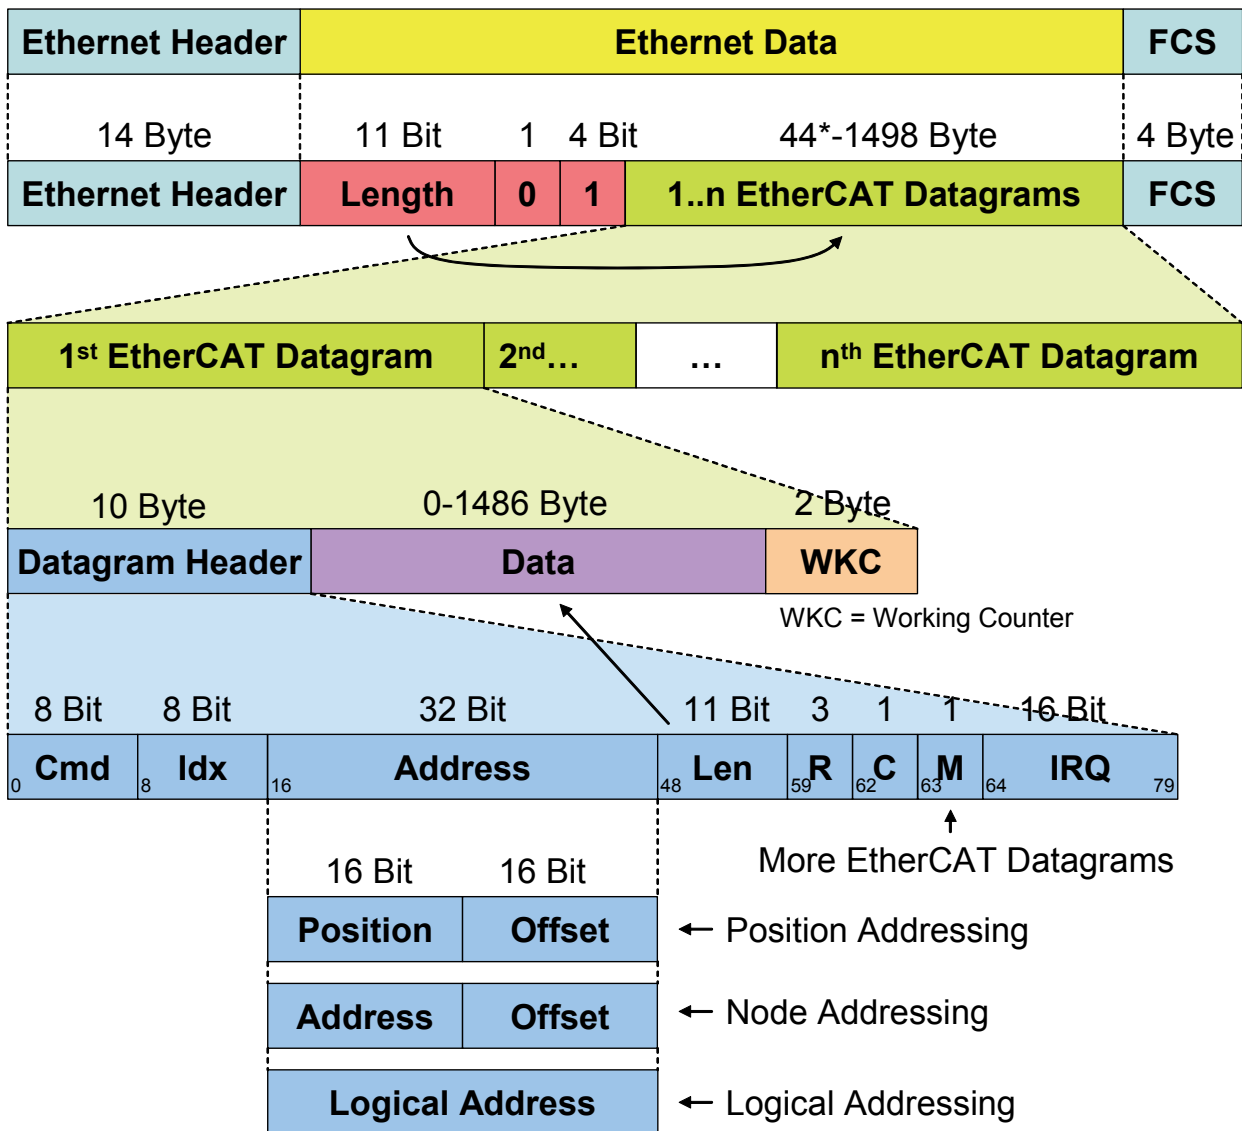 Ethernet Header Ethernet Data FCS
14 Byte 11 Bit 1 4 Bit 44*-1498 Byte 4 Byte
Ethernet Header Length 0 1 1..n EtherCAT Datagrams FCS
1st EtherCAT Datagram 2nd... ... nth EtherCAT Datagram
10 Byte 0-1486 Byte 2 Byte
Datagram Header Data WKC
WKC = Working Counter
8 Bit 8 Bit 32 Bit 11 Bit 3 1 1 16 Bit
Cmd Idx Address Len R C M IRQ
0 8 16 48 59 62 63 64 79
More EtherCAT Datagrams
16 Bit 16 Bit
Position Offset Position Addressing
Address Offset Node Addressing
Logical Address Logical Addressing